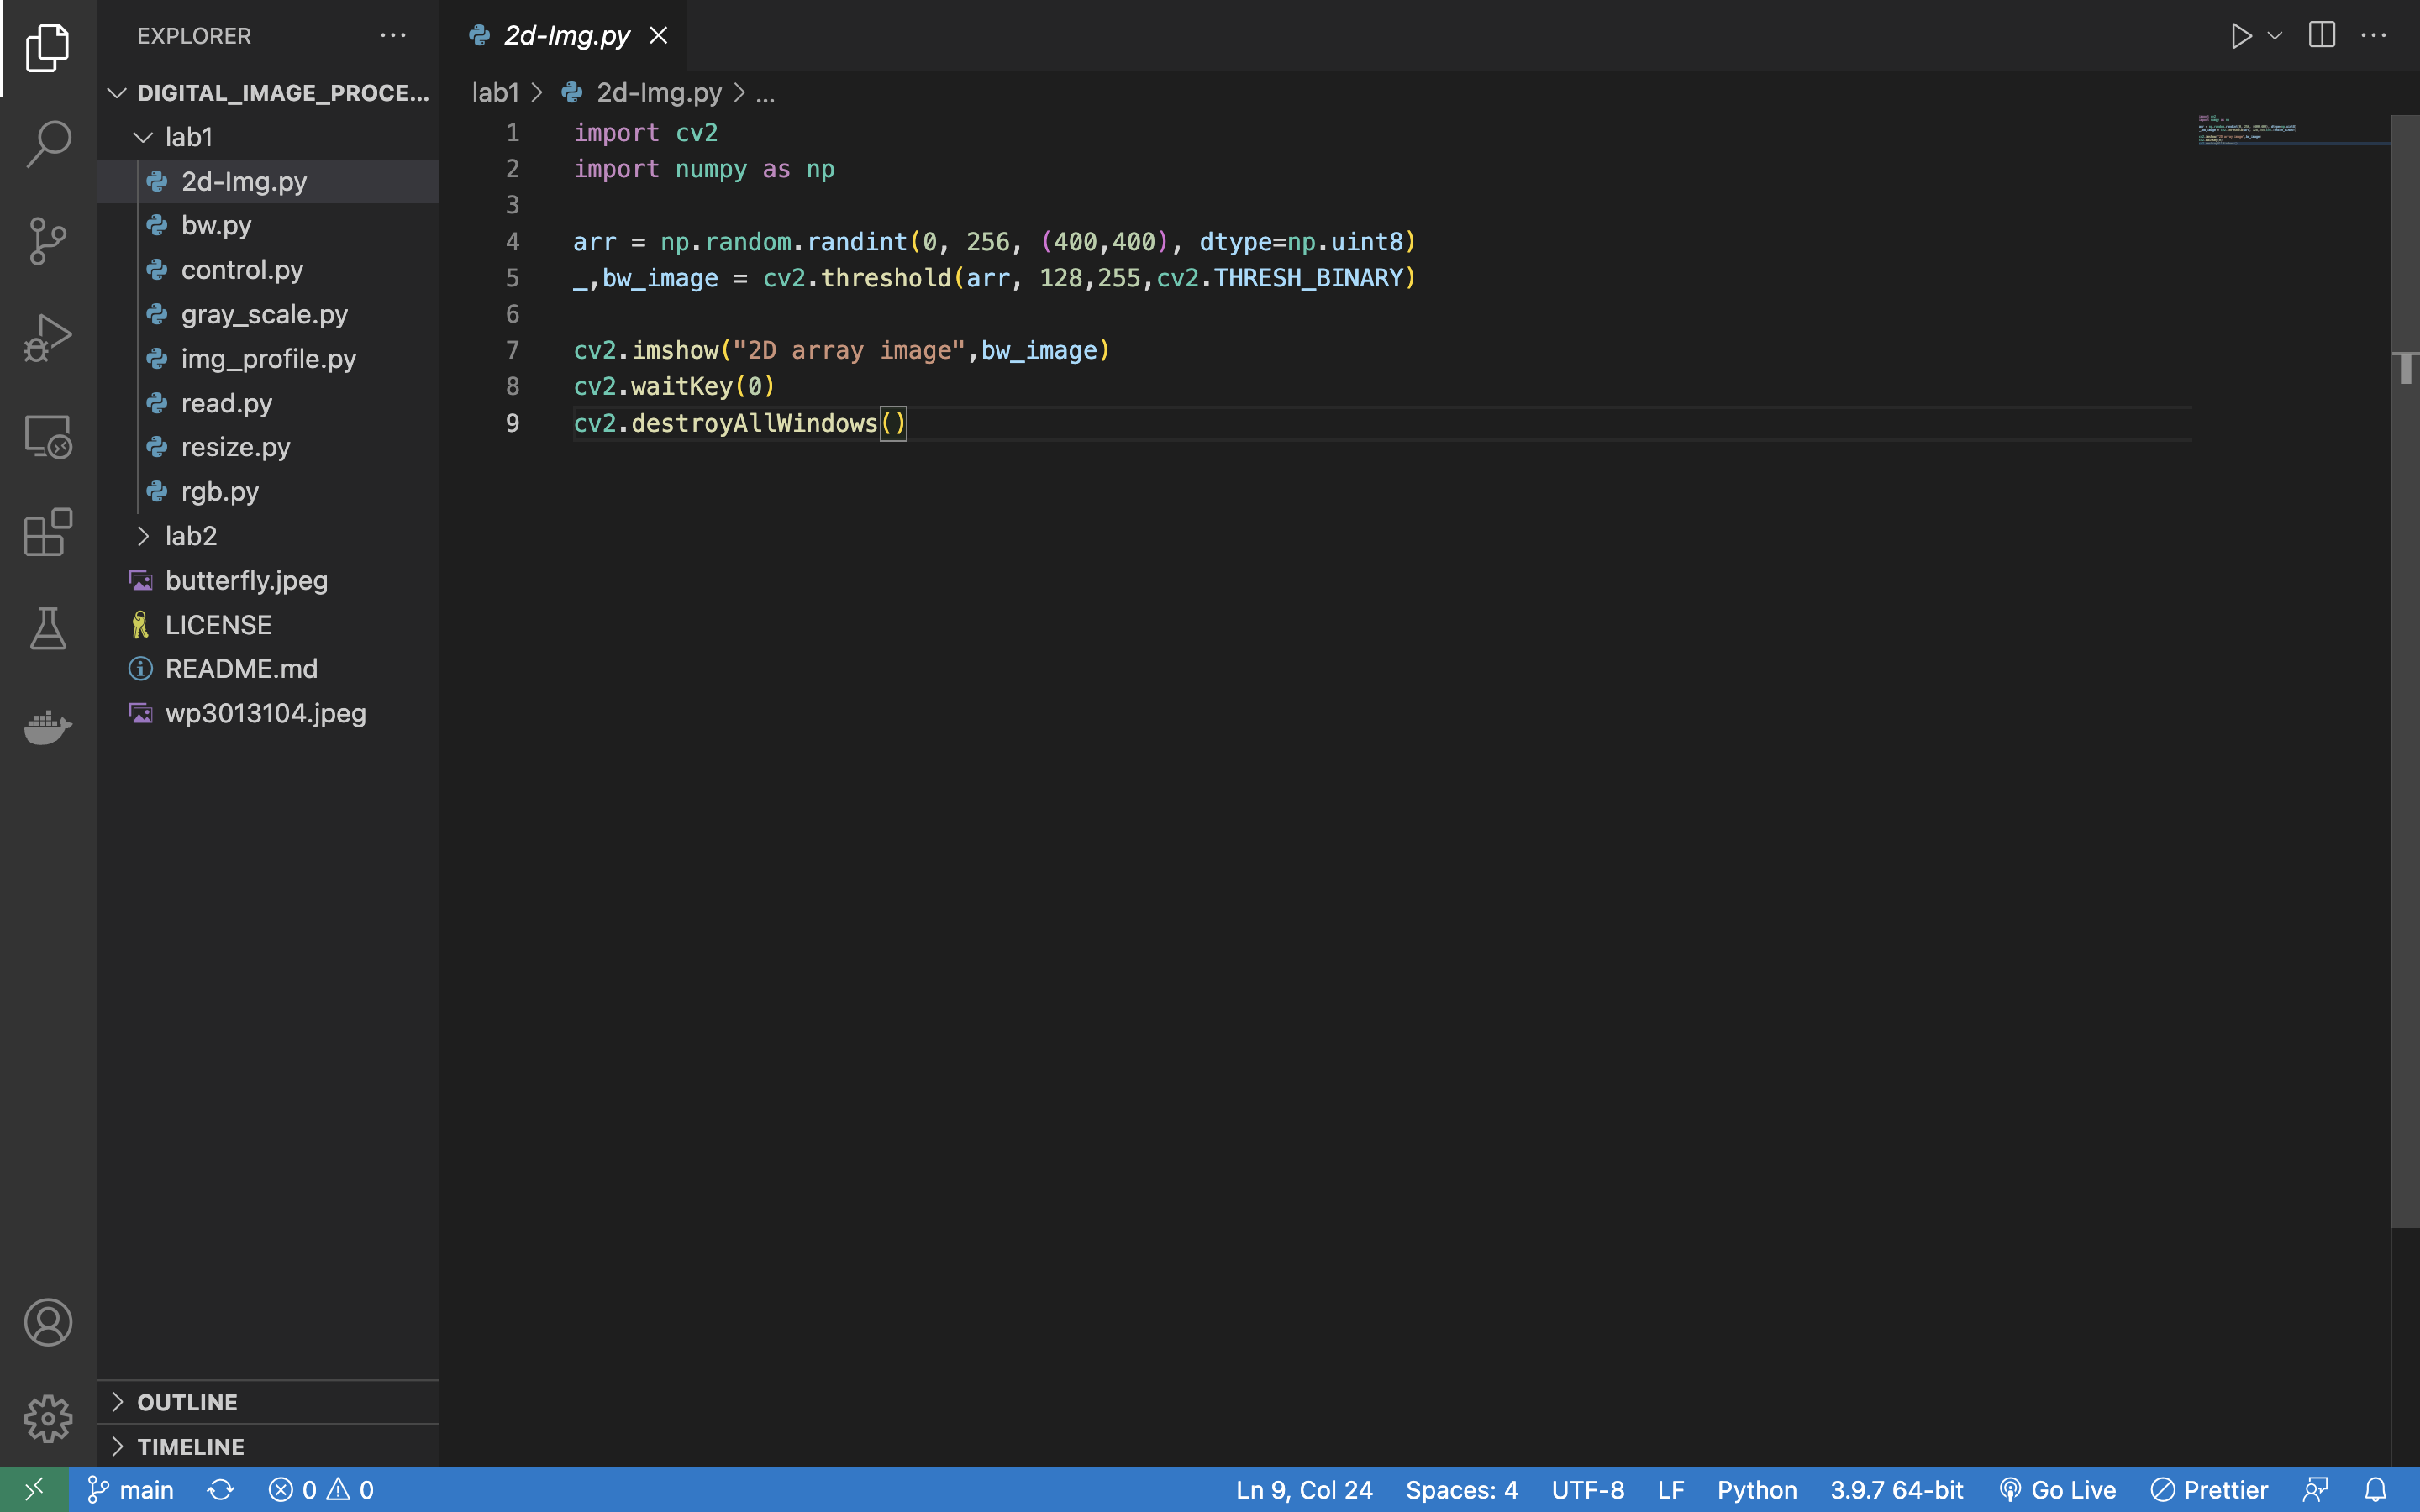 EXPLORER
DIGITAL_IMAGE_PROCE...
lab1
2d-Img.py
bw.py
control.py
gray_scale.py
img_profile.py
read.py
resize.py
rgb.py
lab2
butterfly.jpeg
LICENSE
README.md
wp3013104.jpeg
OUTLINE
TIMELINE
2d-Img.py
lab1 > 2d-Img.py > ...
1 import cv2
2 import numpy as np
3
4 arr = np.random.randint(0, 256, (400,400), dtype=np.uint8)
5 _,bw_image = cv2.threshold(arr, 128,255,cv2.THRESH_BINARY)
6
7 cv2.imshow("2D array image",bw_image)
8 cv2.waitKey(0)
9 cv2.destroyAllWindows()
main 0 0 Ln 9, Col 24 Spaces: 4 UTF-8 LF Python 3.9.7 64-bit Go Live Prettier